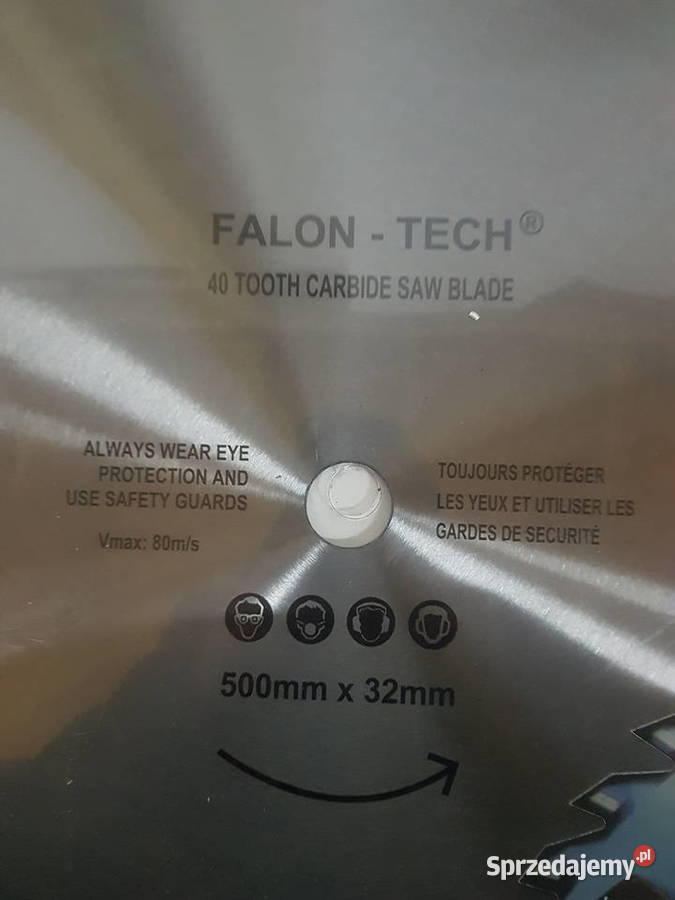 FALON - TECH®
40 TOOTH CARBIDE SAW BLADE
ALWAYS WEAR EYE
PROTECTION AND
USE SAFETY GUARDS
Vmax: 80m/s
TOUJOURS PROTÉGER
LES YEUX ET UTILISER LES
GARDES DE SECURITÉ
500mm x 32mm
Sprzedajemy.pl